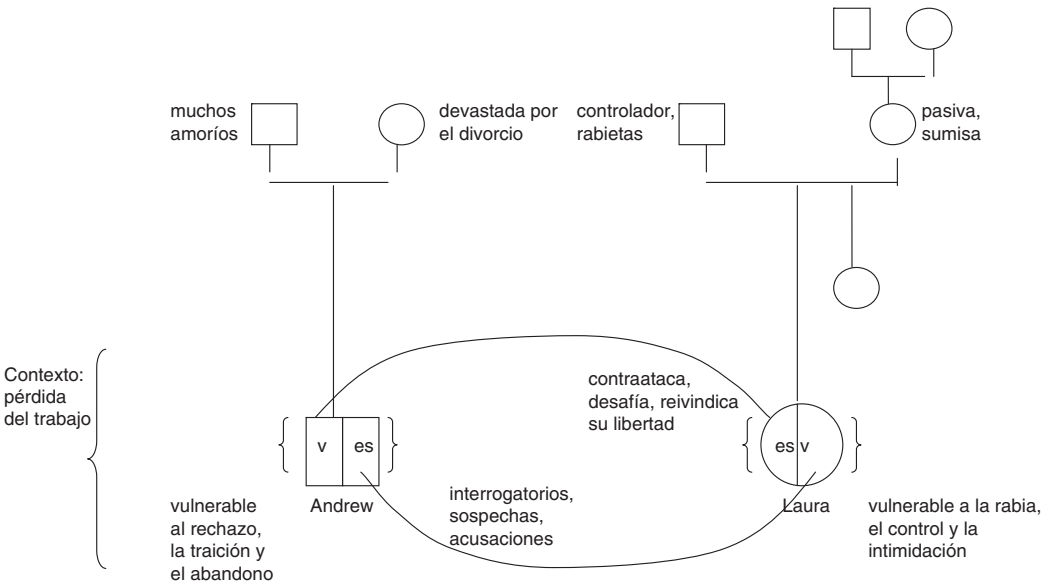 muchos
amoríos
devastada por
el divorcio
controlador,
rabietas
pasiva,
sumisa
Contexto:
pérdida
del trabajo
contraataca,
desafía, reivindica
su libertad
v es
es v
Andrew
Laura
vulnerable
al rechazo,
la traición y
el abandono
interrogatorios,
sospechas,
acusaciones
vulnerable a la rabia,
el control y la
intimidación